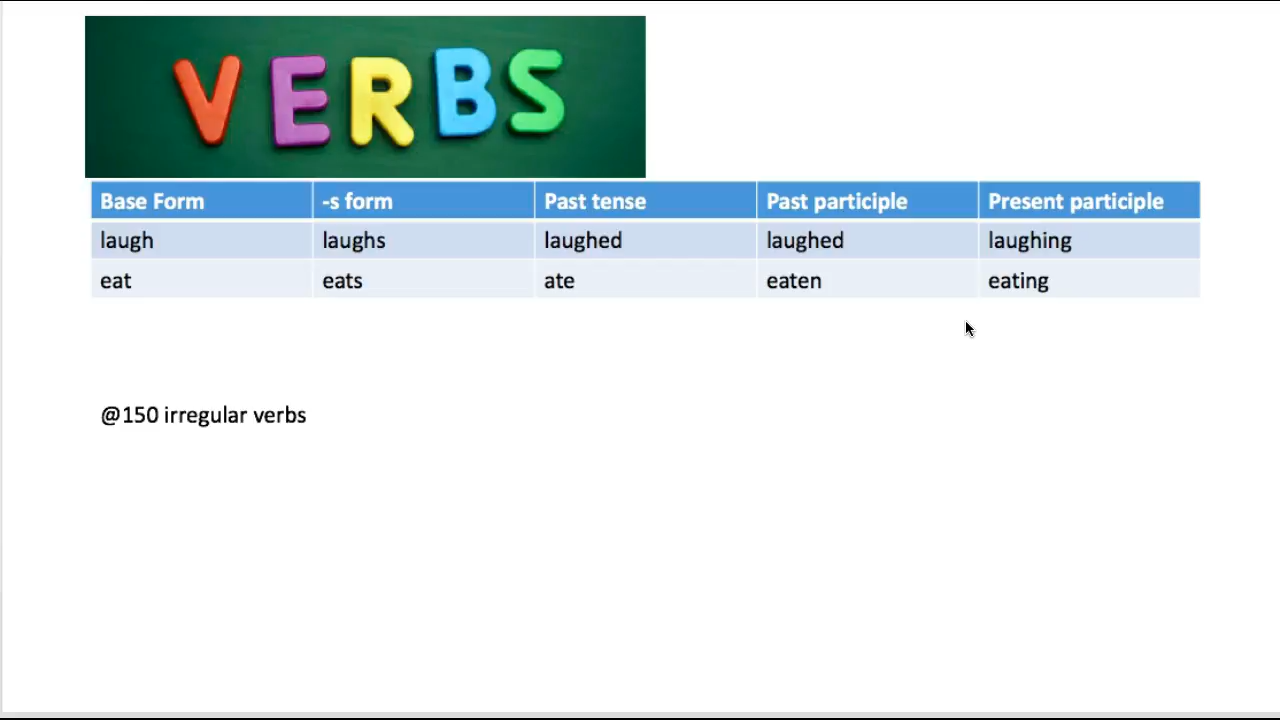 VERBS
Base Form -s form Past tense Past participle Present participle
laugh laughs laughed laughed laughing
eat eats ate eaten eating
@150 irregular verbs